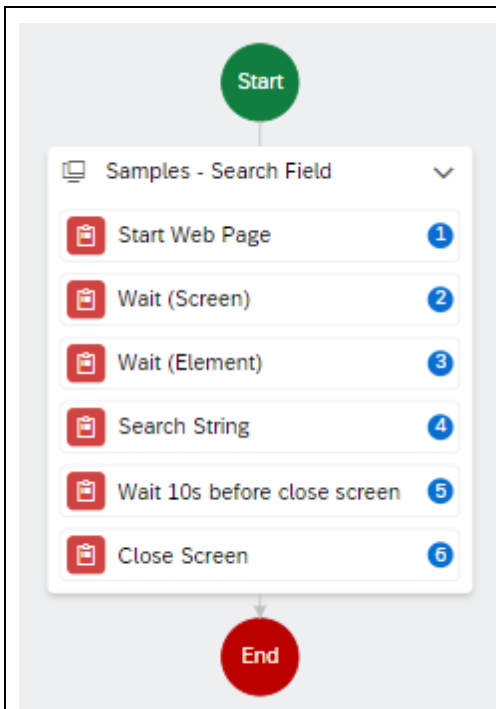 Start
Samples - Search Field
Start Web Page 1
Wait (Screen) 2
Wait (Element) 3
Search String 4
Wait 10s before close screen 5
Close Screen 6
End